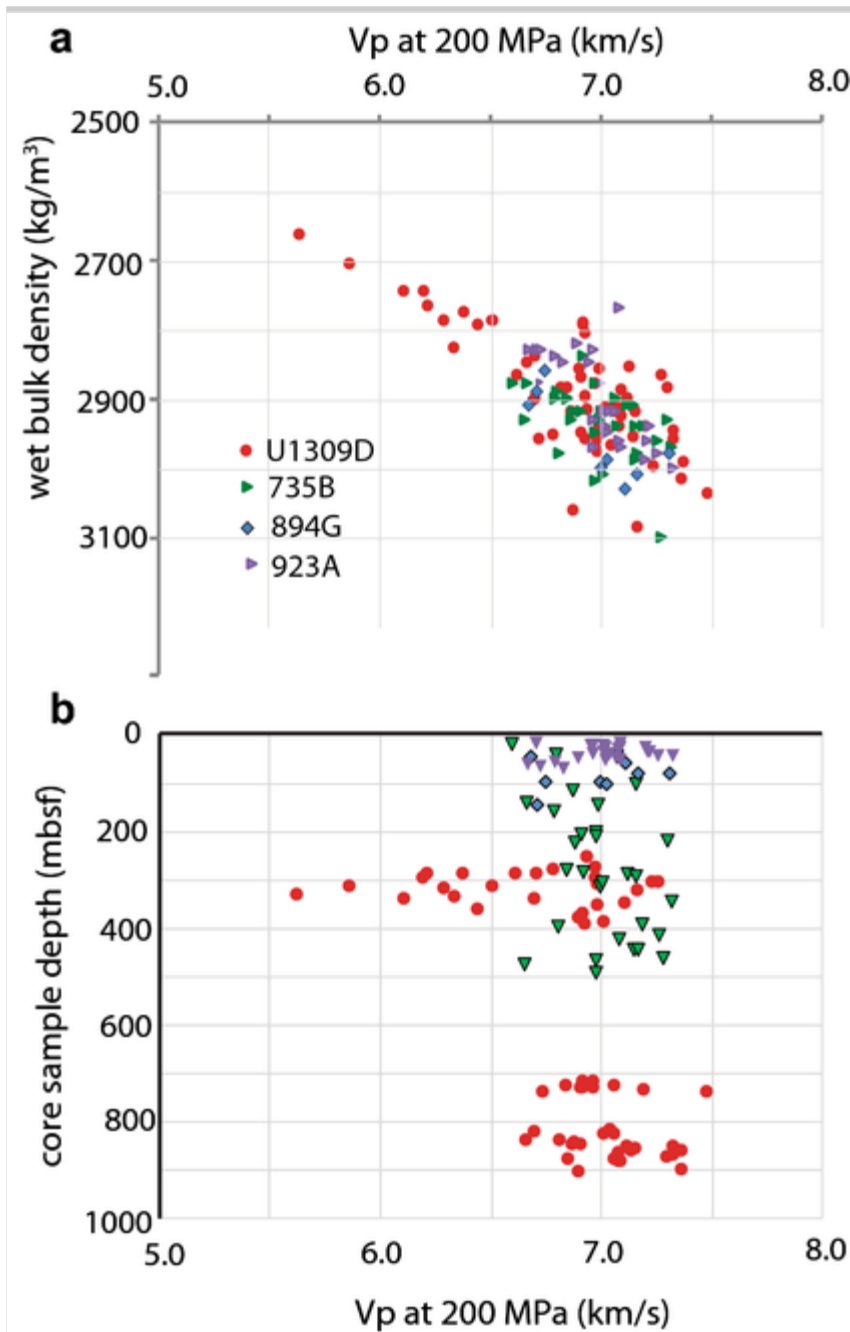 a
Vp at 200 MPa (km/s)
5.0 6.0 7.0 8.0
wet bulk density (kg/m³)
2500
2700
2900
3100
U1309D
735B
894G
923A
b
core sample depth (mbsf)
0
200
400
600
800
1000
5.0 6.0 7.0 8.0
Vp at 200 MPa (km/s)